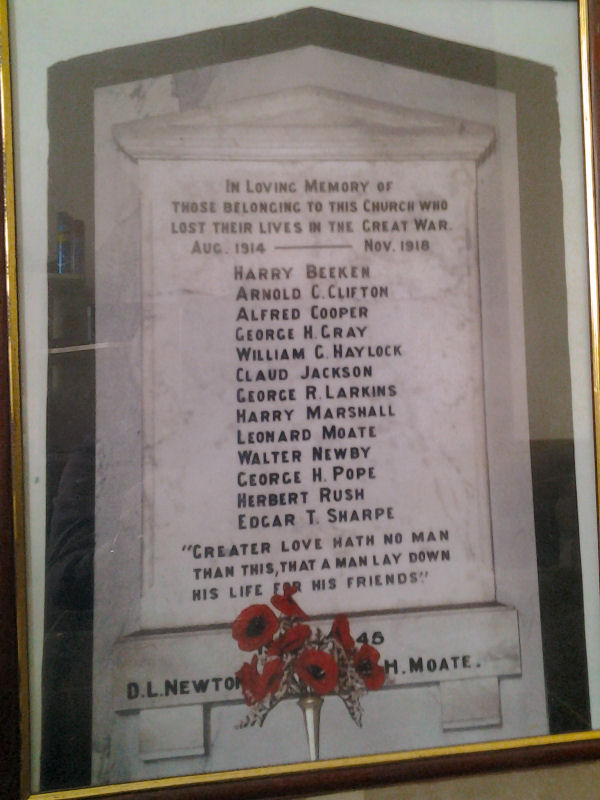 In Loving Memory of
those belonging to this Church who
lost their lives in the Great War.
Aug. 1914 — Nov. 1918
Harry Beeken
Arnold C. Clifton
Alfred Cooper
George H. Gray
William G. Haylock
Claud Jackson
George R. Larkins
Harry Marshall
Leonard Moate
Walter Newby
George H. Pope
Herbert Rush
Edgar T. Sharpe
"Greater love hath no man
than this, that a man lay down
his life for his friends"
45
D.L. Newton H. Moate.